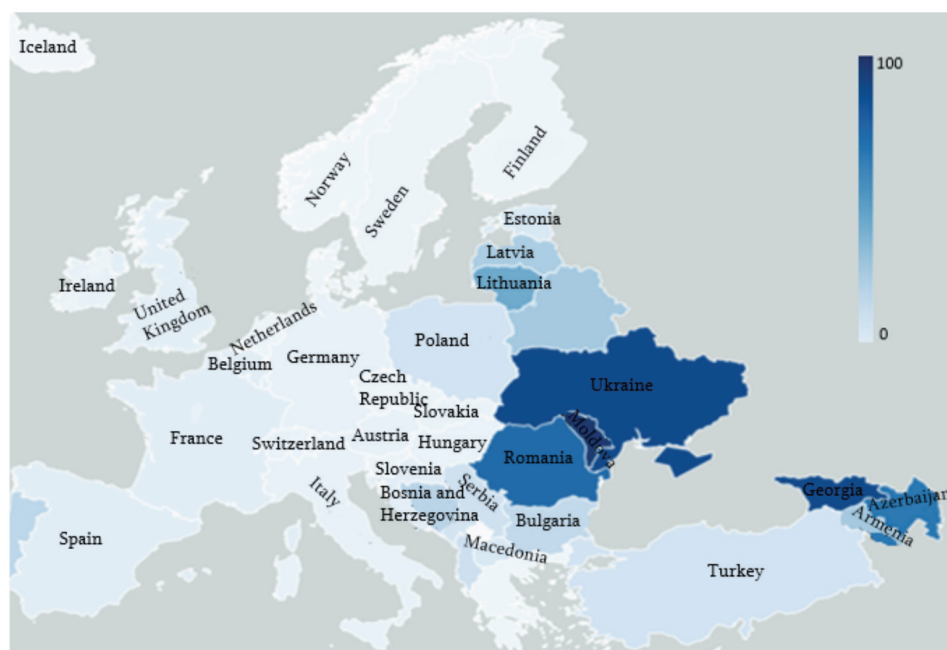 Iceland
100
Norway
Finland
Sweden
Estonia
Latvia
Lithuania
Ireland
United
Kingdom
Netherlands
0
Poland
Belgium
Germany
Ukraine
Czech
Republic
Slovakia
France
Switzerland
Austria
Hungary
Moldova
Romania
Slovenia
Italy
Bosnia and
Herzegovina
Serbia
Georgia
Azerbaijan
Armenia
Spain
Bulgaria
Macedonia
Turkey